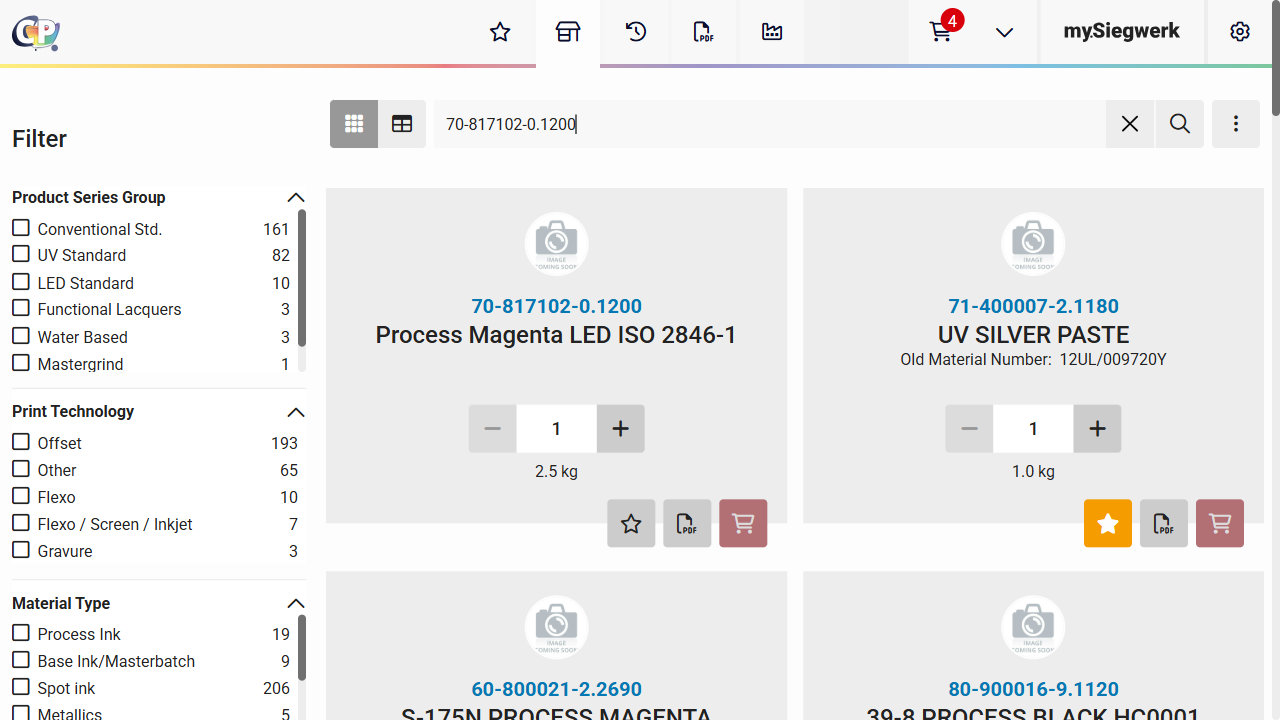 CP
PDF
4
mySiegwerk
Filter
70-817102-0.1200
Product Series Group
Conventional Std. 161
UV Standard 82
LED Standard 10
Functional Lacquers 3
Water Based 3
Mastergrind 1
Print Technology
Offset 193
Other 65
Flexo 10
Flexo / Screen / Inkjet 7
Gravure 3
Material Type
Process Ink 19
Base Ink/Masterbatch 9
Spot ink 206
Metallics 5
IMAGE
COMING SOON
70-817102-0.1200
Process Magenta LED ISO 2846-1
1
2.5 kg
PDF
IMAGE
COMING SOON
71-400007-2.1180
UV SILVER PASTE
Old Material Number: 12UL/009720Y
1
1.0 kg
PDF
IMAGE
COMING SOON
60-800021-2.2690
S-175N PROCESS MAGENTA
IMAGE
COMING SOON
80-900016-9.1120
39-8 PROCESS BLACK HC0001